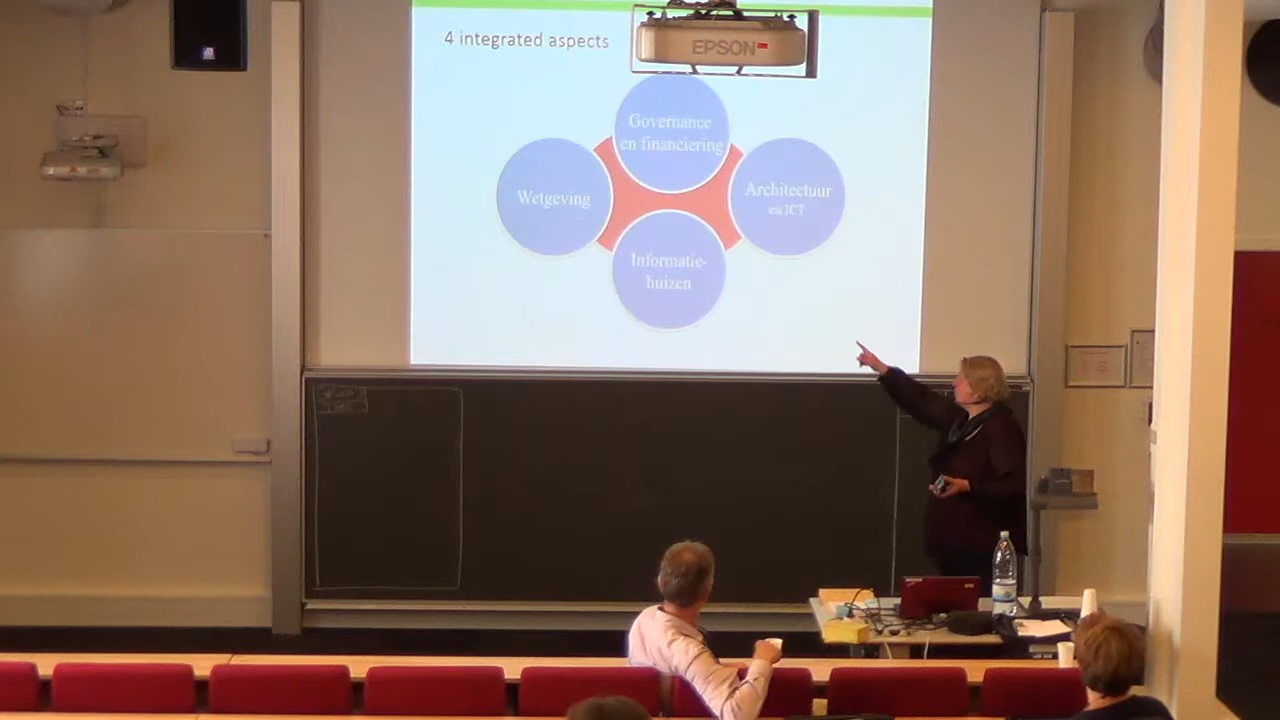 4 integrated aspects
EPSON
Governance
en financiering
Wetgeving
Architectuur
en ICT
Informatie-
huizen